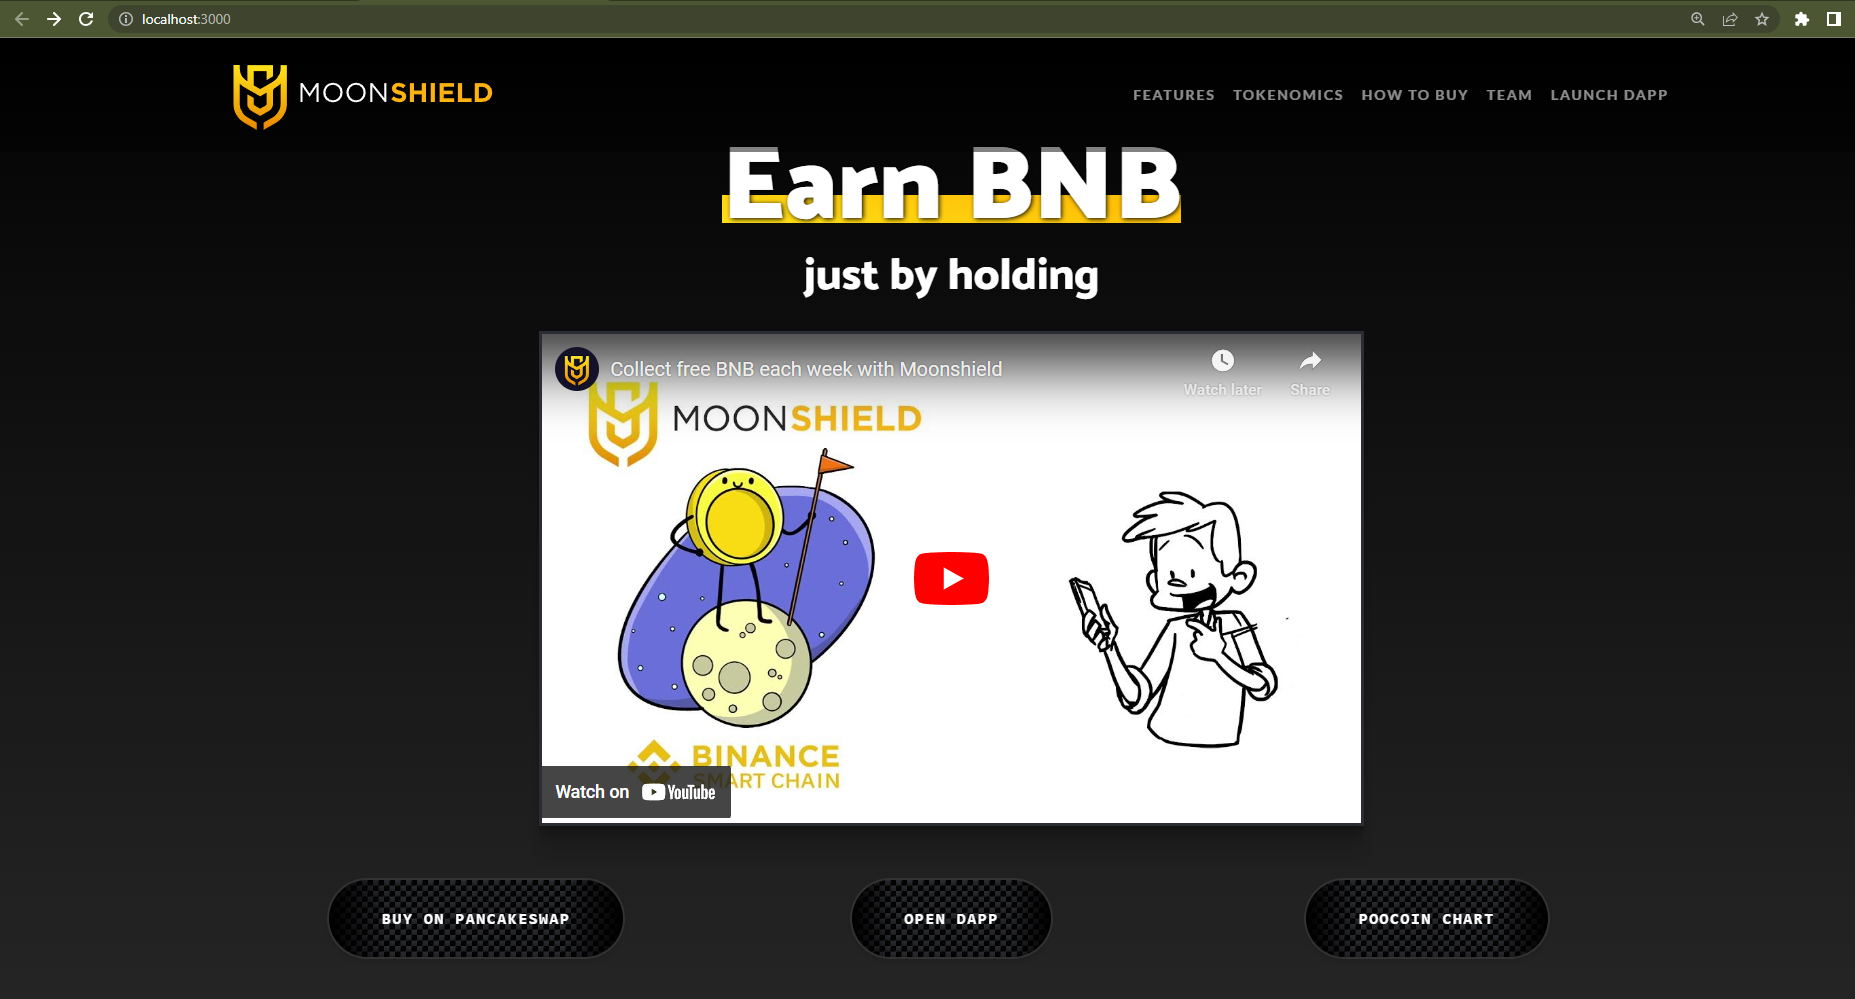 localhost:3000
MOONSHIELD
FEATURES TOKENOMICS HOW TO BUY TEAM LAUNCH DAPP
Earn BNB
just by holding
Collect free BNB each week with Moonshield
Watch later
Share
MOONSHIELD
BINANCE
SMART CHAIN
Watch on YouTube
BUY ON PANCAKESWAP
OPEN DAPP
POOCOIN CHART